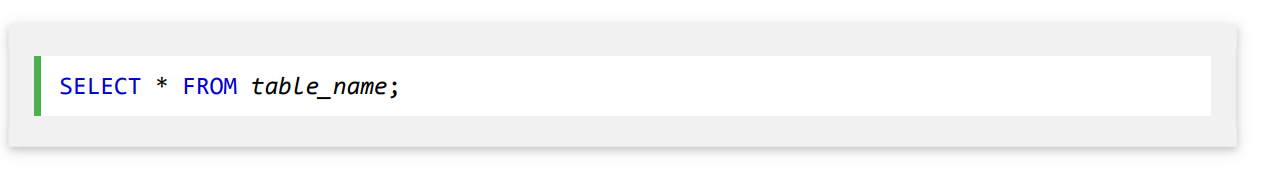 SELECT * FROM table_name;